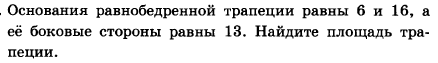 . Основания равнобедренной трапеции равны 6 и 16, а
её боковые стороны равны 13. Найдите площадь тра-
пеции.